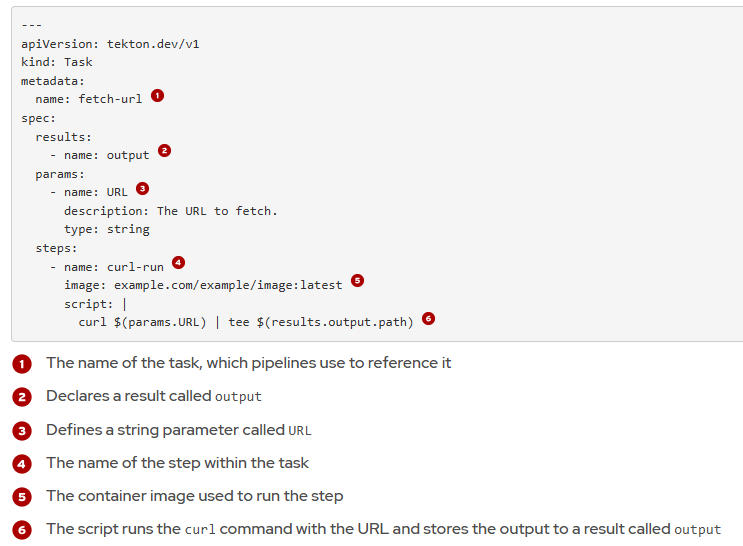 ---
apiVersion: tekton.dev/v1
kind: Task
metadata:
  name: fetch-url 1
spec:
  results:
    - name: output 2
  params:
    - name: URL 3
      description: The URL to fetch.
      type: string
  steps:
    - name: curl-run 4
      image: example.com/example/image:latest 5
      script: |
        curl $(params.URL) | tee $(results.output.path) 6
1 The name of the task, which pipelines use to reference it
2 Declares a result called output
3 Defines a string parameter called URL
4 The name of the step within the task
5 The container image used to run the step
6 The script runs the curl command with the URL and stores the output to a result called output